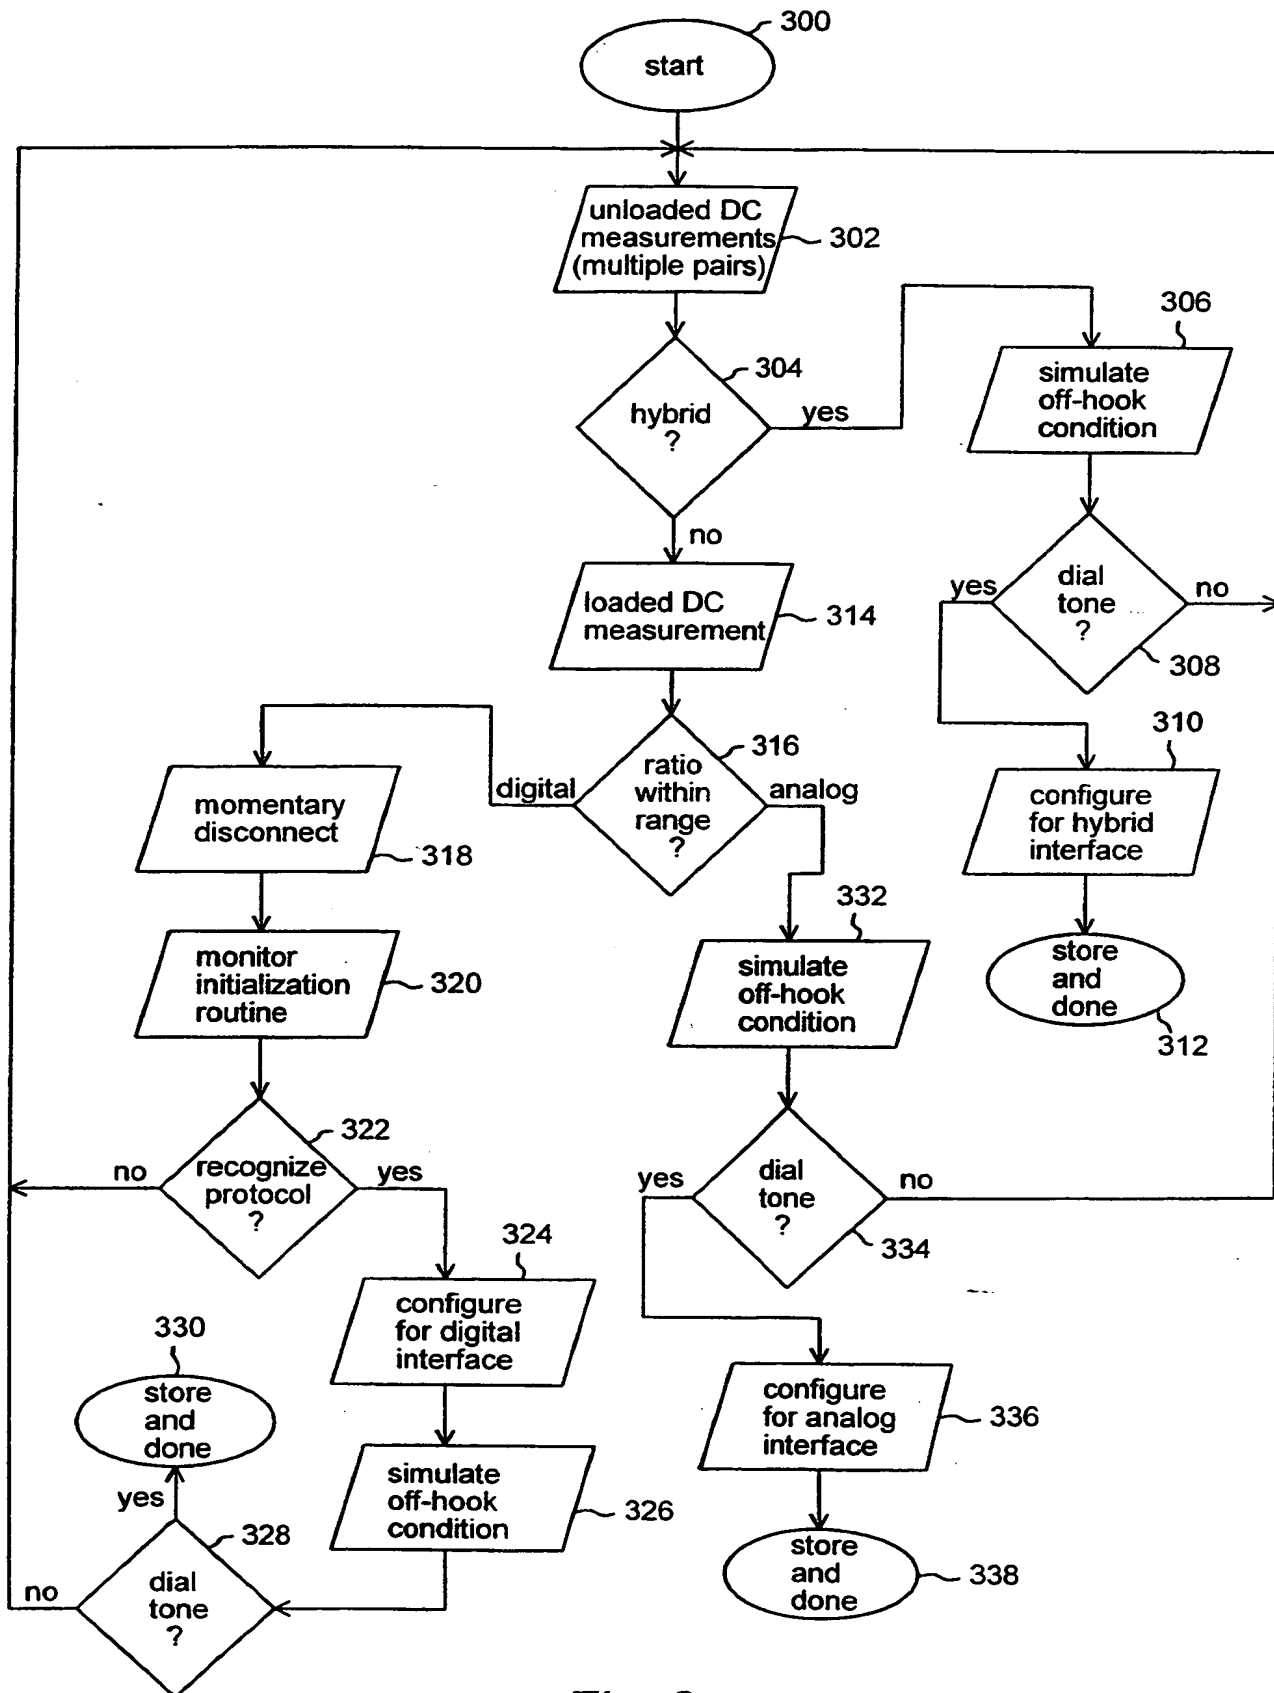 300
start
unloaded DC
measurements
(multiple pairs)
302
304
hybrid
?
yes
no
306
simulate
off-hook
condition
dial
tone
?
yes
no
308
310
configure
for hybrid
interface
store
and
done
312
loaded DC
measurement
314
316
ratio
within
range
?
digital
analog
momentary
disconnect
318
monitor
initialization
routine
320
322
recognize
protocol
?
no
yes
324
configure
for digital
interface
simulate
off-hook
condition
326
328
dial
tone
?
yes
no
330
store
and
done
332
simulate
off-hook
condition
dial
tone
?
yes
no
334
configure
for analog
interface
336
store
and
done
338